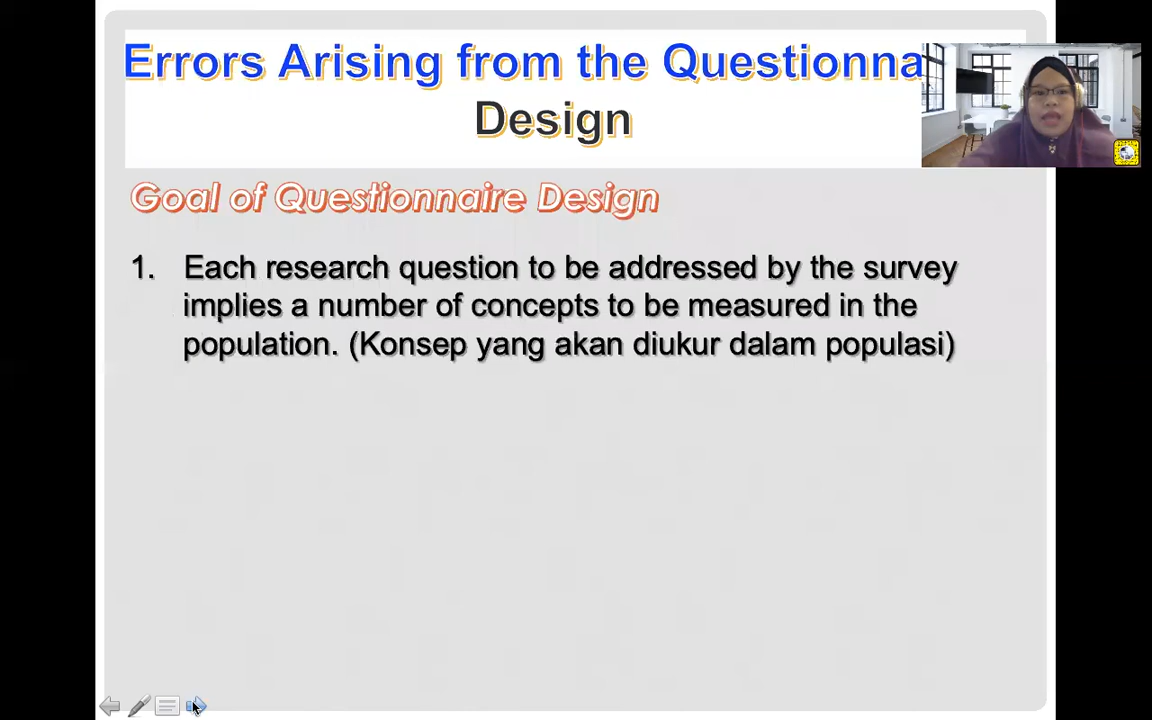 Errors Arising from the Questionna
Design
Goal of Questionnaire Design
1. Each research question to be addressed by the survey
implies a number of concepts to be measured in the
population. (Konsep yang akan diukur dalam populasi)